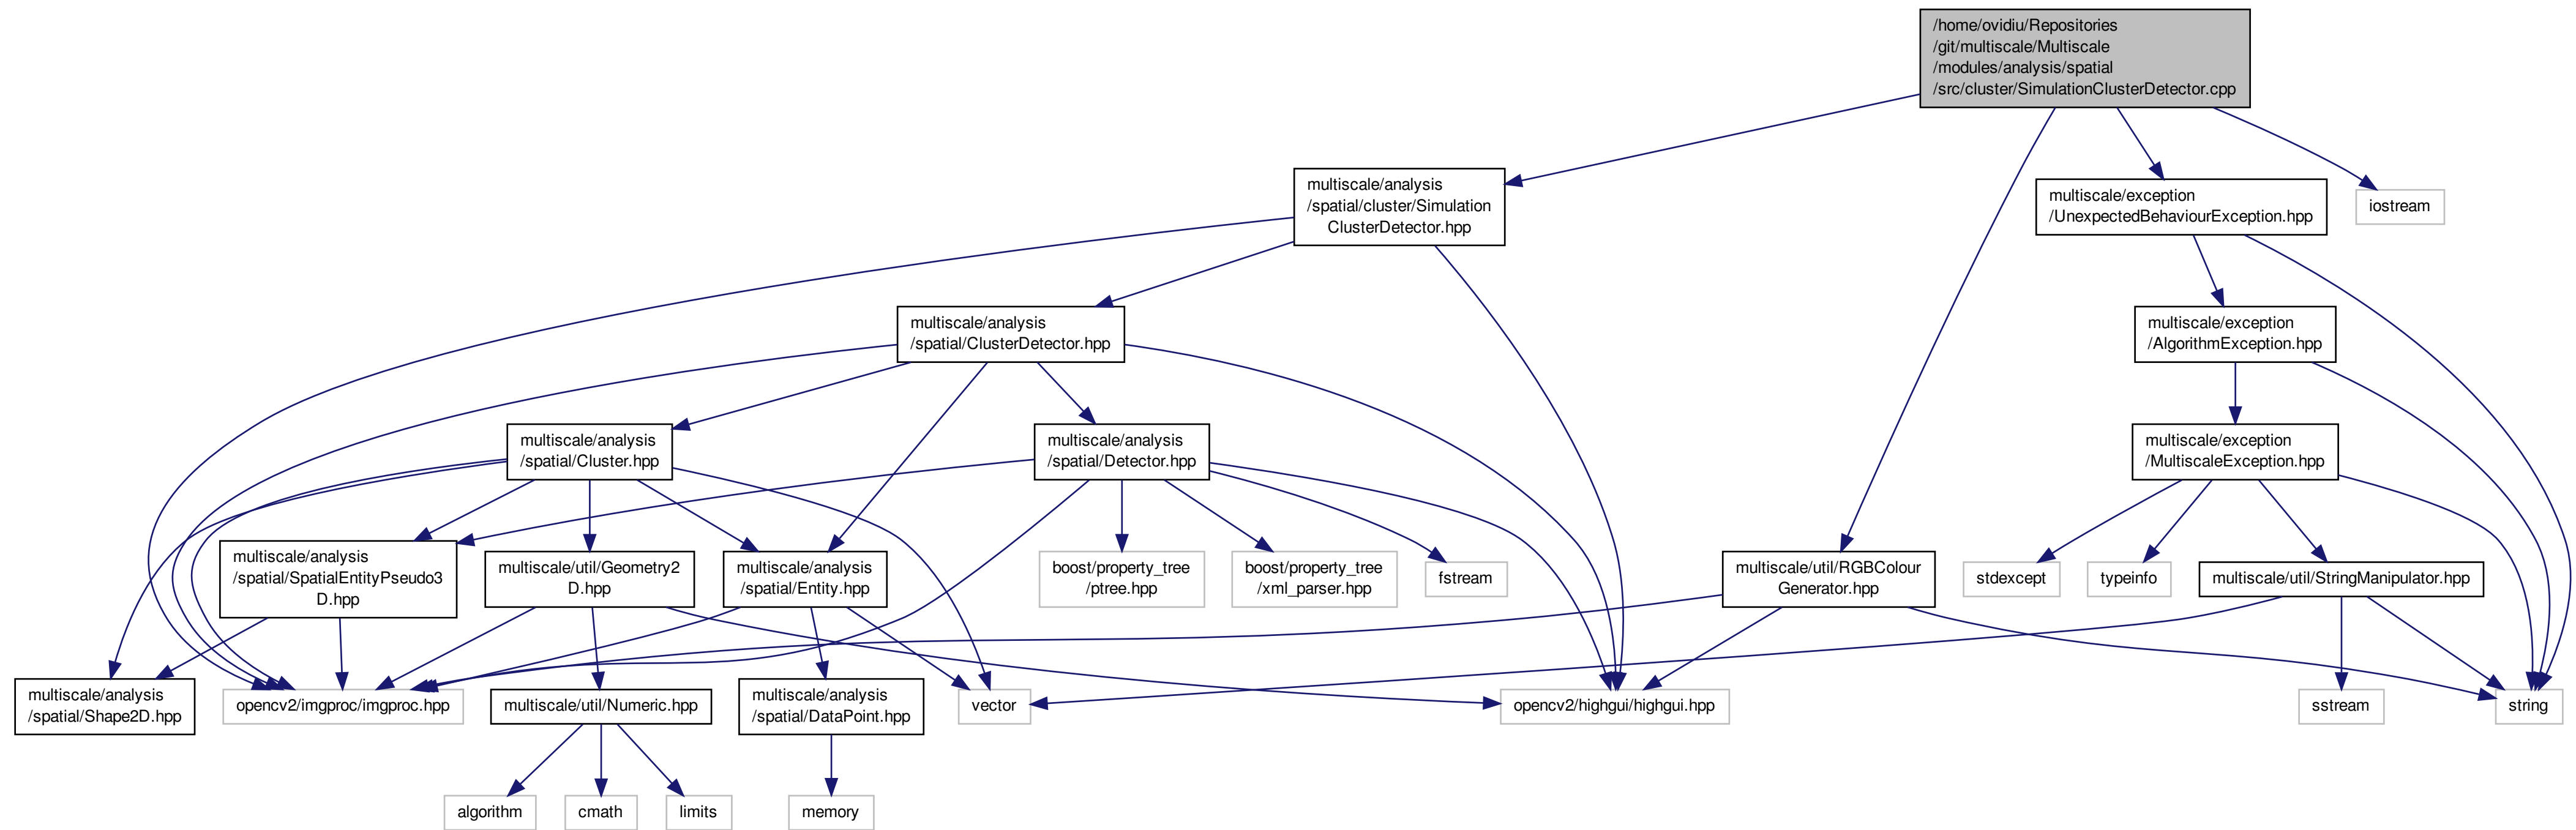 /home/ovidiu/Repositories
/git/multiscale/Multiscale
/modules/analysis/spatial
/src/cluster/SimulationClusterDetector.cpp
multiscale/analysis
/spatial/cluster/Simulation
ClusterDetector.hpp
multiscale/exception
/UnexpectedBehaviourException.hpp
iostream
multiscale/analysis
/spatial/ClusterDetector.hpp
multiscale/exception
/AlgorithmException.hpp
multiscale/analysis
/spatial/Cluster.hpp
multiscale/analysis
/spatial/Detector.hpp
multiscale/exception
/MultiscaleException.hpp
multiscale/analysis
/spatial/SpatialEntityPseudo3
D.hpp
multiscale/util/Geometry2
D.hpp
multiscale/analysis
/spatial/Entity.hpp
boost/property_tree
/ptree.hpp
boost/property_tree
/xml_parser.hpp
fstream
multiscale/util/RGBColour
Generator.hpp
stdexcept
typeinfo
multiscale/util/StringManipulator.hpp
multiscale/analysis
/spatial/Shape2D.hpp
opencv2/imgproc/imgproc.hpp
multiscale/util/Numeric.hpp
multiscale/analysis
/spatial/DataPoint.hpp
vector
opencv2/highgui/highgui.hpp
sstream
string
algorithm
cmath
limits
memory